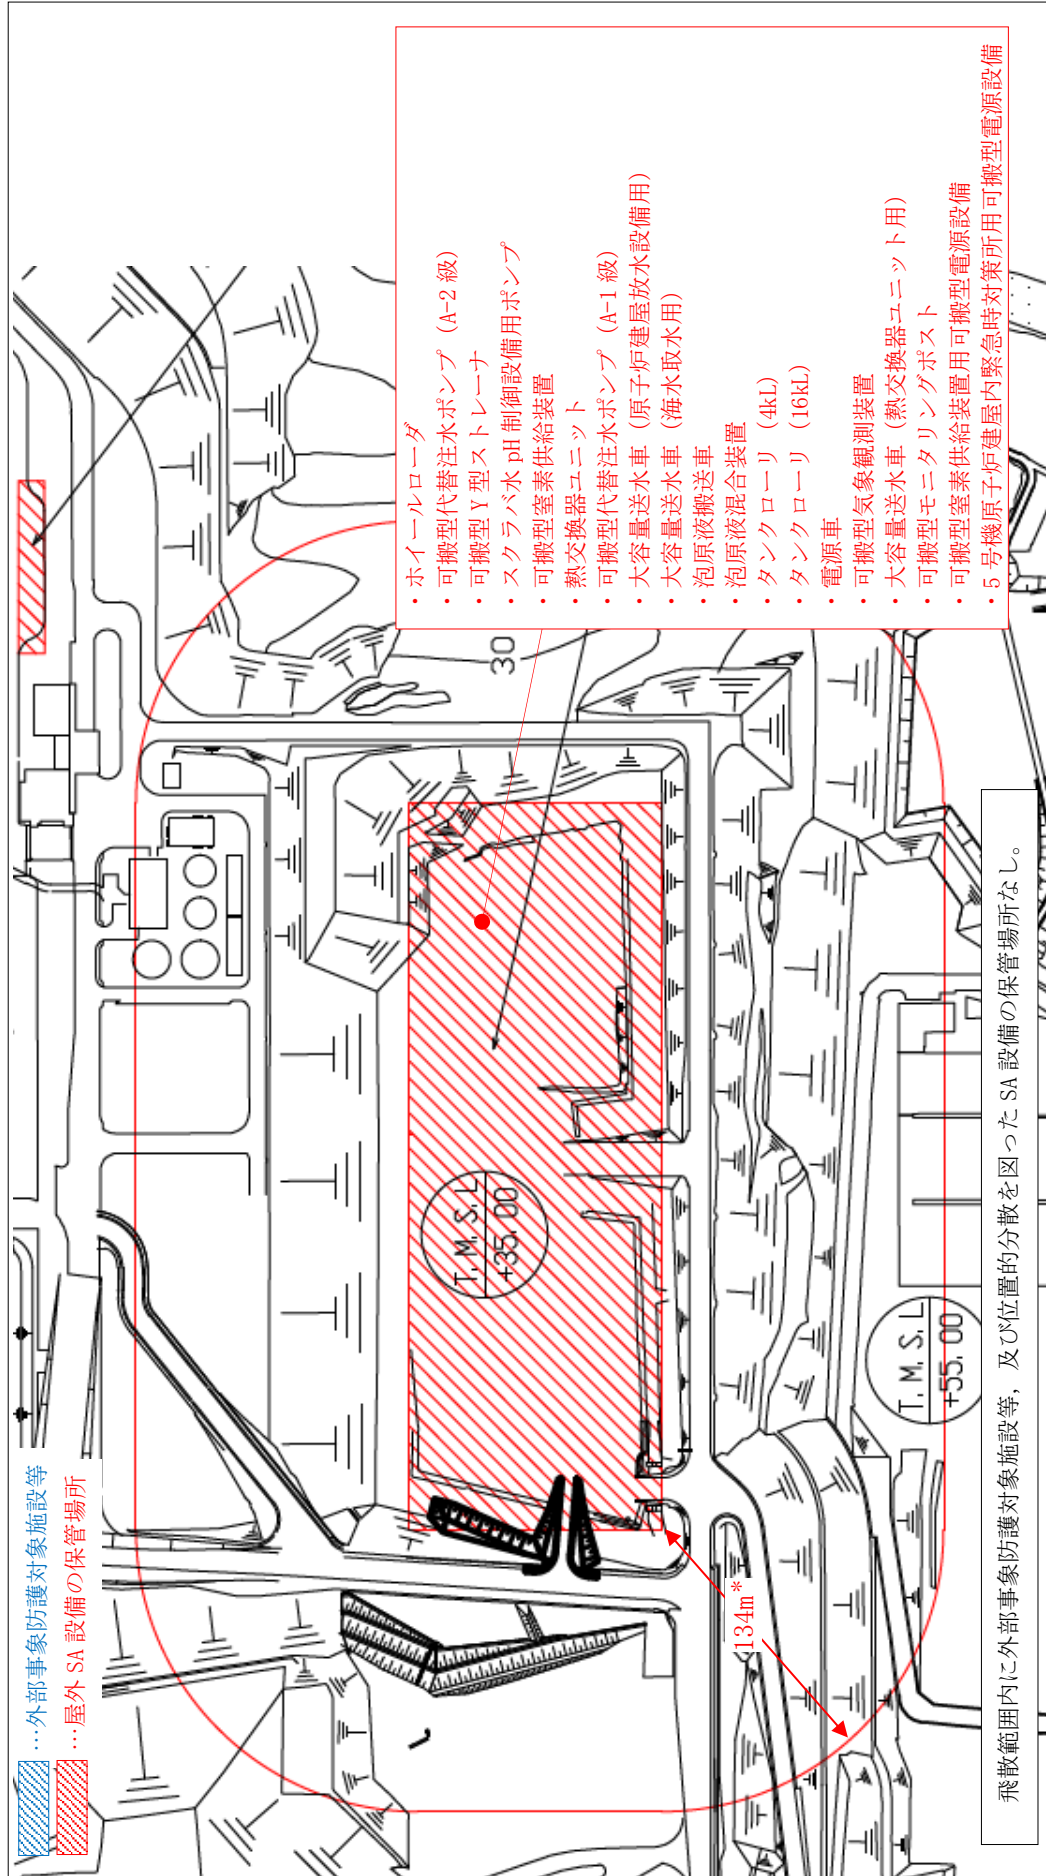 …外部事象防護対象施設等
…屋外 SA 設備の保管場所
・ホイールローダ
・可搬型代替注水ポンプ（A-2 級）
・可搬型 Y 型ストレーナ
・スクラバ水 pH 制御設備用ポンプ
・可搬型窒素供給装置
・熱交換器ユニット
・可搬型代替注水ポンプ（A-1 級）
・大容量送水車（原子炉建屋放水設備用）
・大容量送水車（海水取水用）
・泡原液搬送車
・泡原液混合装置
・タンクローリ（4kL）
・タンクローリ（16kL）
・電源車
・可搬型気象観測装置
・大容量送水車（熱交換器ユニット用）
・可搬型モニタリングポスト
・可搬型窒素供給装置用可搬型電源設備
・5 号機原子炉建屋内緊急時対策所用可搬型電源設備
30
T.M.S.L
+35.00
134m*
T.M.S.L
+55.00
飛散範囲内に外部事象防護対象施設等，及び位置的分散を図った SA 設備の保管場所なし。